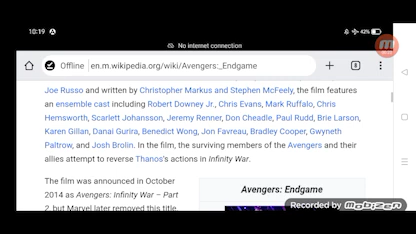 10:19
42%
No internet connection
Offline en.m.wikipedia.org/wiki/Avengers:_Endgame
6
Joe Russo and written by Christopher Markus and Stephen McFeely, the film features
an ensemble cast including Robert Downey Jr., Chris Evans, Mark Ruffalo, Chris
Hemsworth, Scarlett Johansson, Jeremy Renner, Don Cheadle, Paul Rudd, Brie Larson,
Karen Gillan, Danai Gurira, Benedict Wong, Jon Favreau, Bradley Cooper, Gwyneth
Paltrow, and Josh Brolin. In the film, the surviving members of the Avengers and their
allies attempt to reverse Thanos's actions in Infinity War.
The film was announced in October
2014 as Avengers: Infinity War – Part
2, but Marvel later removed this title.
Avengers: Endgame
Recorded by mobizen